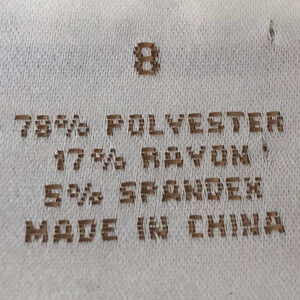 8
78% POLYESTER
17% RAYON
5% SPANDEX
MADE IN CHINA